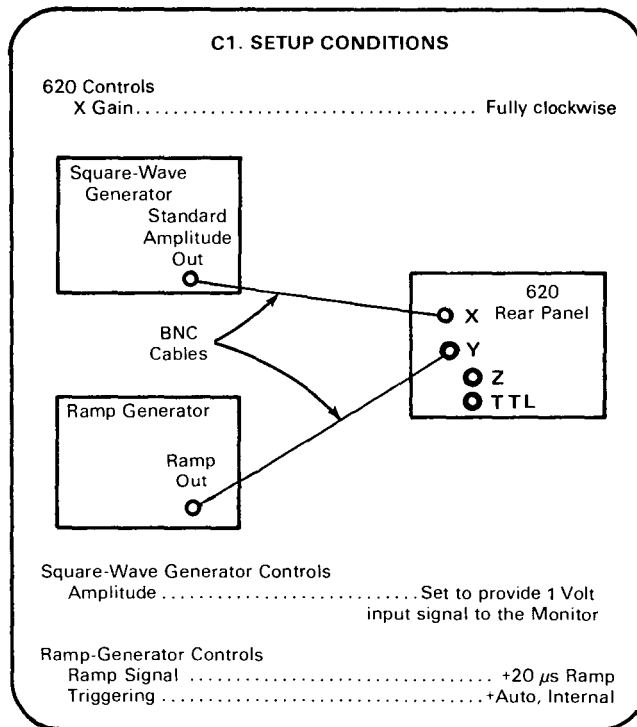 C1. SETUP CONDITIONS
620 Controls
X Gain..................................... Fully clockwise
Square-Wave
Generator
Standard
Amplitude
Out
620
Rear Panel
X
Y
Z
TTL
BNC
Cables
Ramp Generator
Ramp
Out
Square-Wave Generator Controls
Amplitude ........................... Set to provide 1 Volt
input signal to the Monitor
Ramp-Generator Controls
Ramp Signal ................................ +20 μs Ramp
Triggering ................................. +Auto, Internal